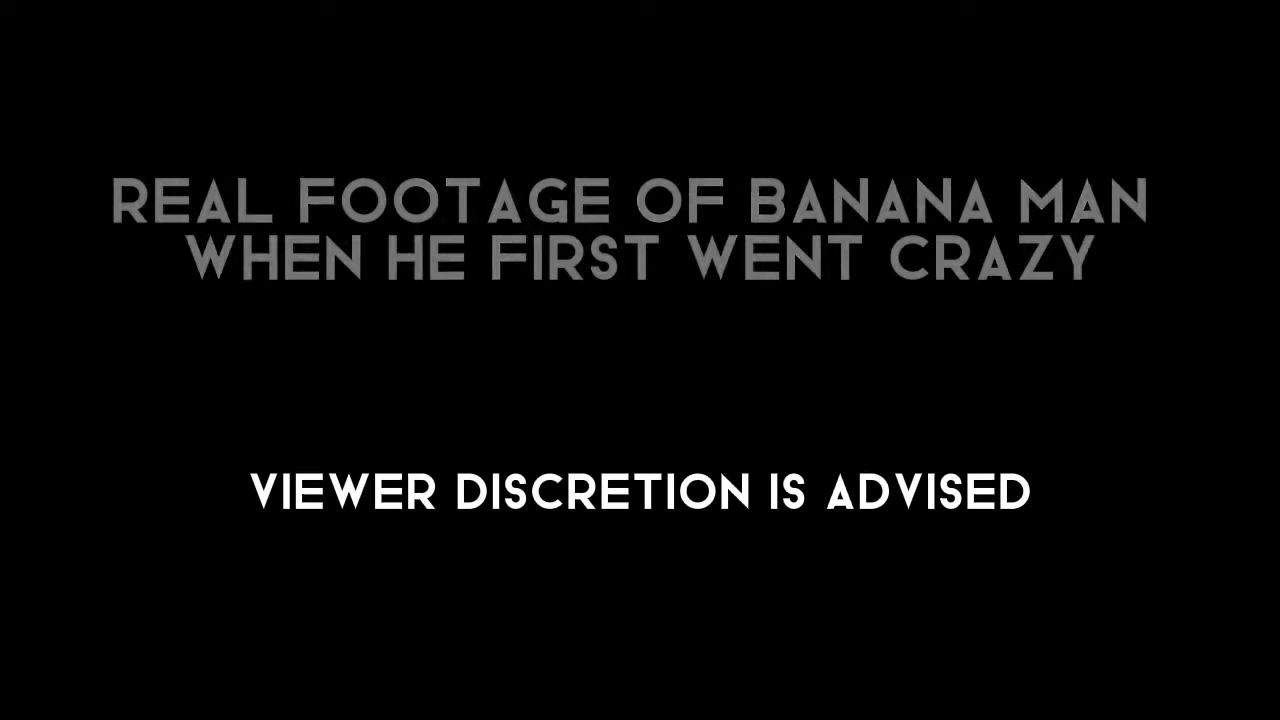 REAL FOOTAGE OF BANANA MAN
WHEN HE FIRST WENT CRAZY
VIEWER DISCRETION IS ADVISED